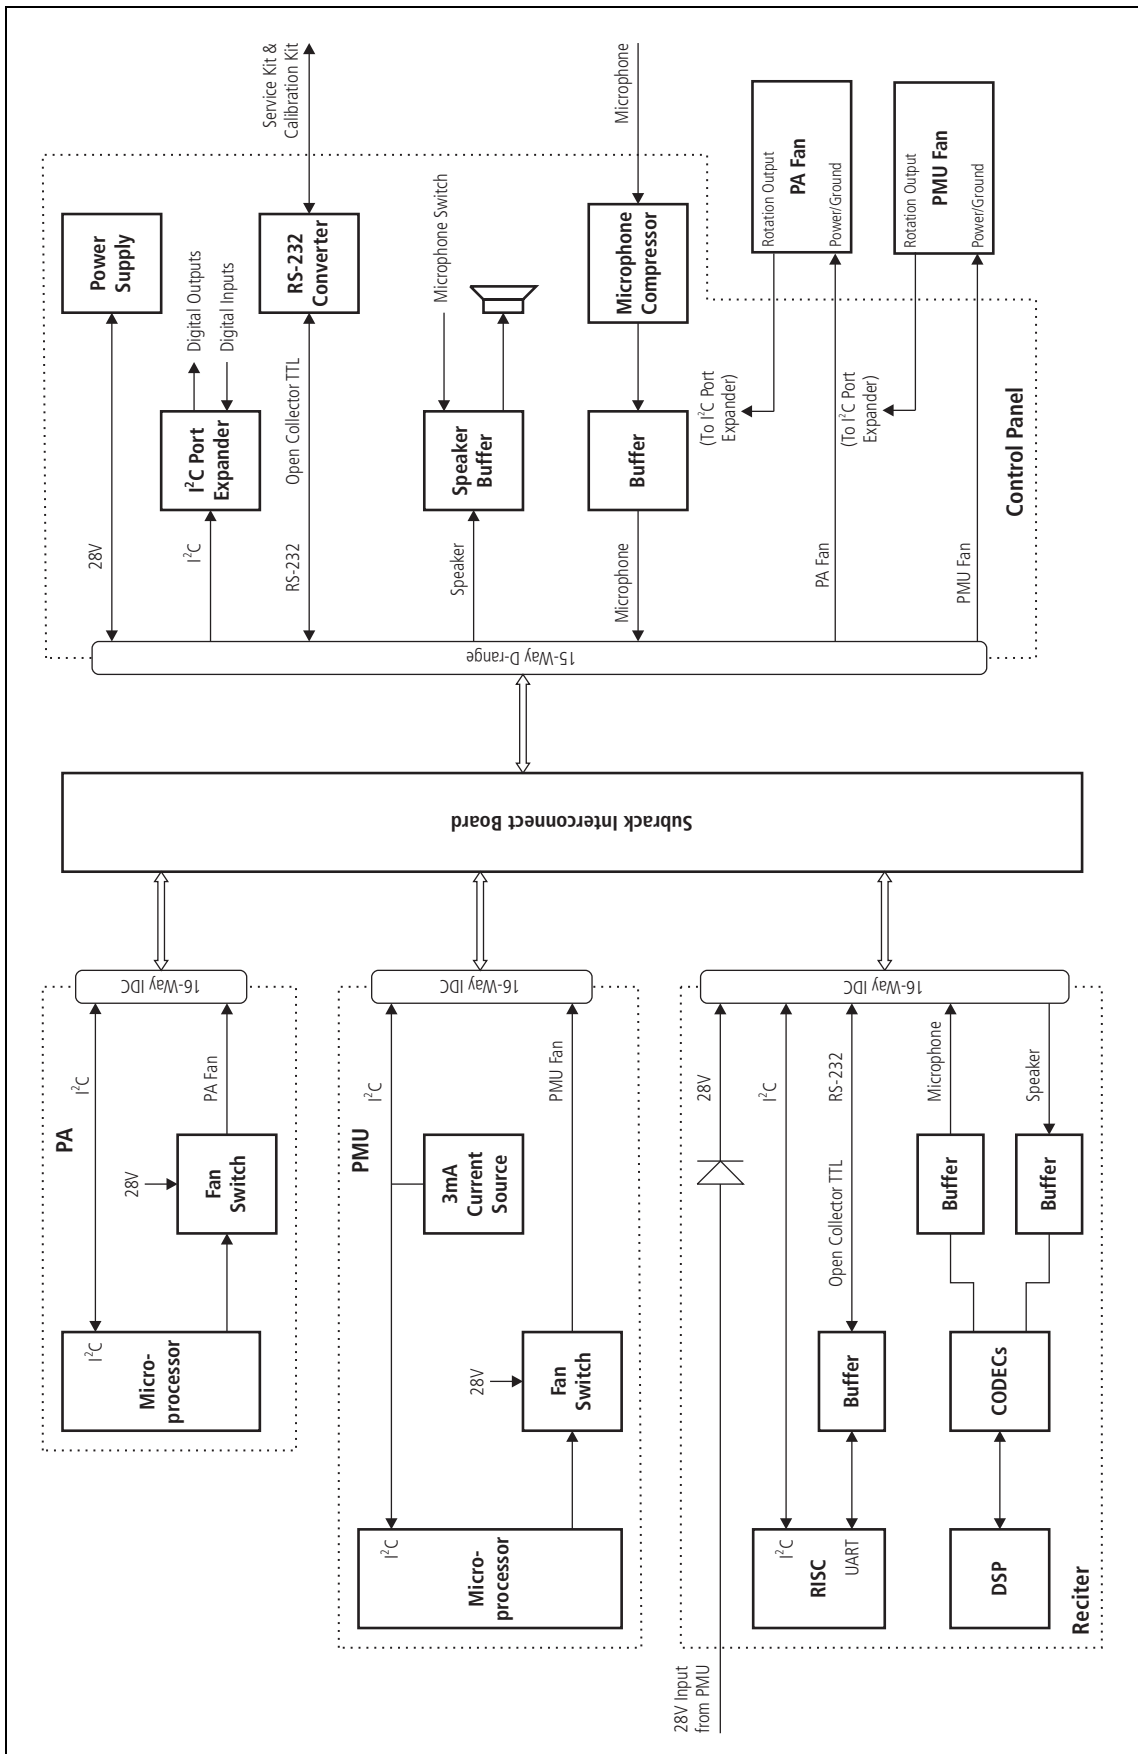 PA
Micro-
processor
I²C
I²C
28V
Fan
Switch
PA Fan
16-Way IDC
PMU
Micro-
processor
I²C
I²C
3mA
Current
Source
28V
Fan
Switch
PMU Fan
16-Way IDC
Reciter
28V Input
from PMU
28V
RISC
I²C
UART
I²C
Buffer
Open Collector TTL
RS-232
DSP
CODECs
Buffer
Microphone
Buffer
Speaker
16-Way IDC
Subrack Interconnect Board
15-Way D-range
Control Panel
28V
Power
Supply
I²C
I²C Port
Expander
Digital Outputs
Digital Inputs
RS-232
Open Collector TTL
RS-232
Converter
Service Kit &
Calibration Kit
Speaker
Speaker
Buffer
Microphone Switch
Microphone
Buffer
Microphone
Compressor
Microphone
(To I²C Port
Expander)
PA Fan
Rotation Output
PA Fan
Power/Ground
(To I²C Port
Expander)
PMU Fan
Rotation Output
PMU Fan
Power/Ground